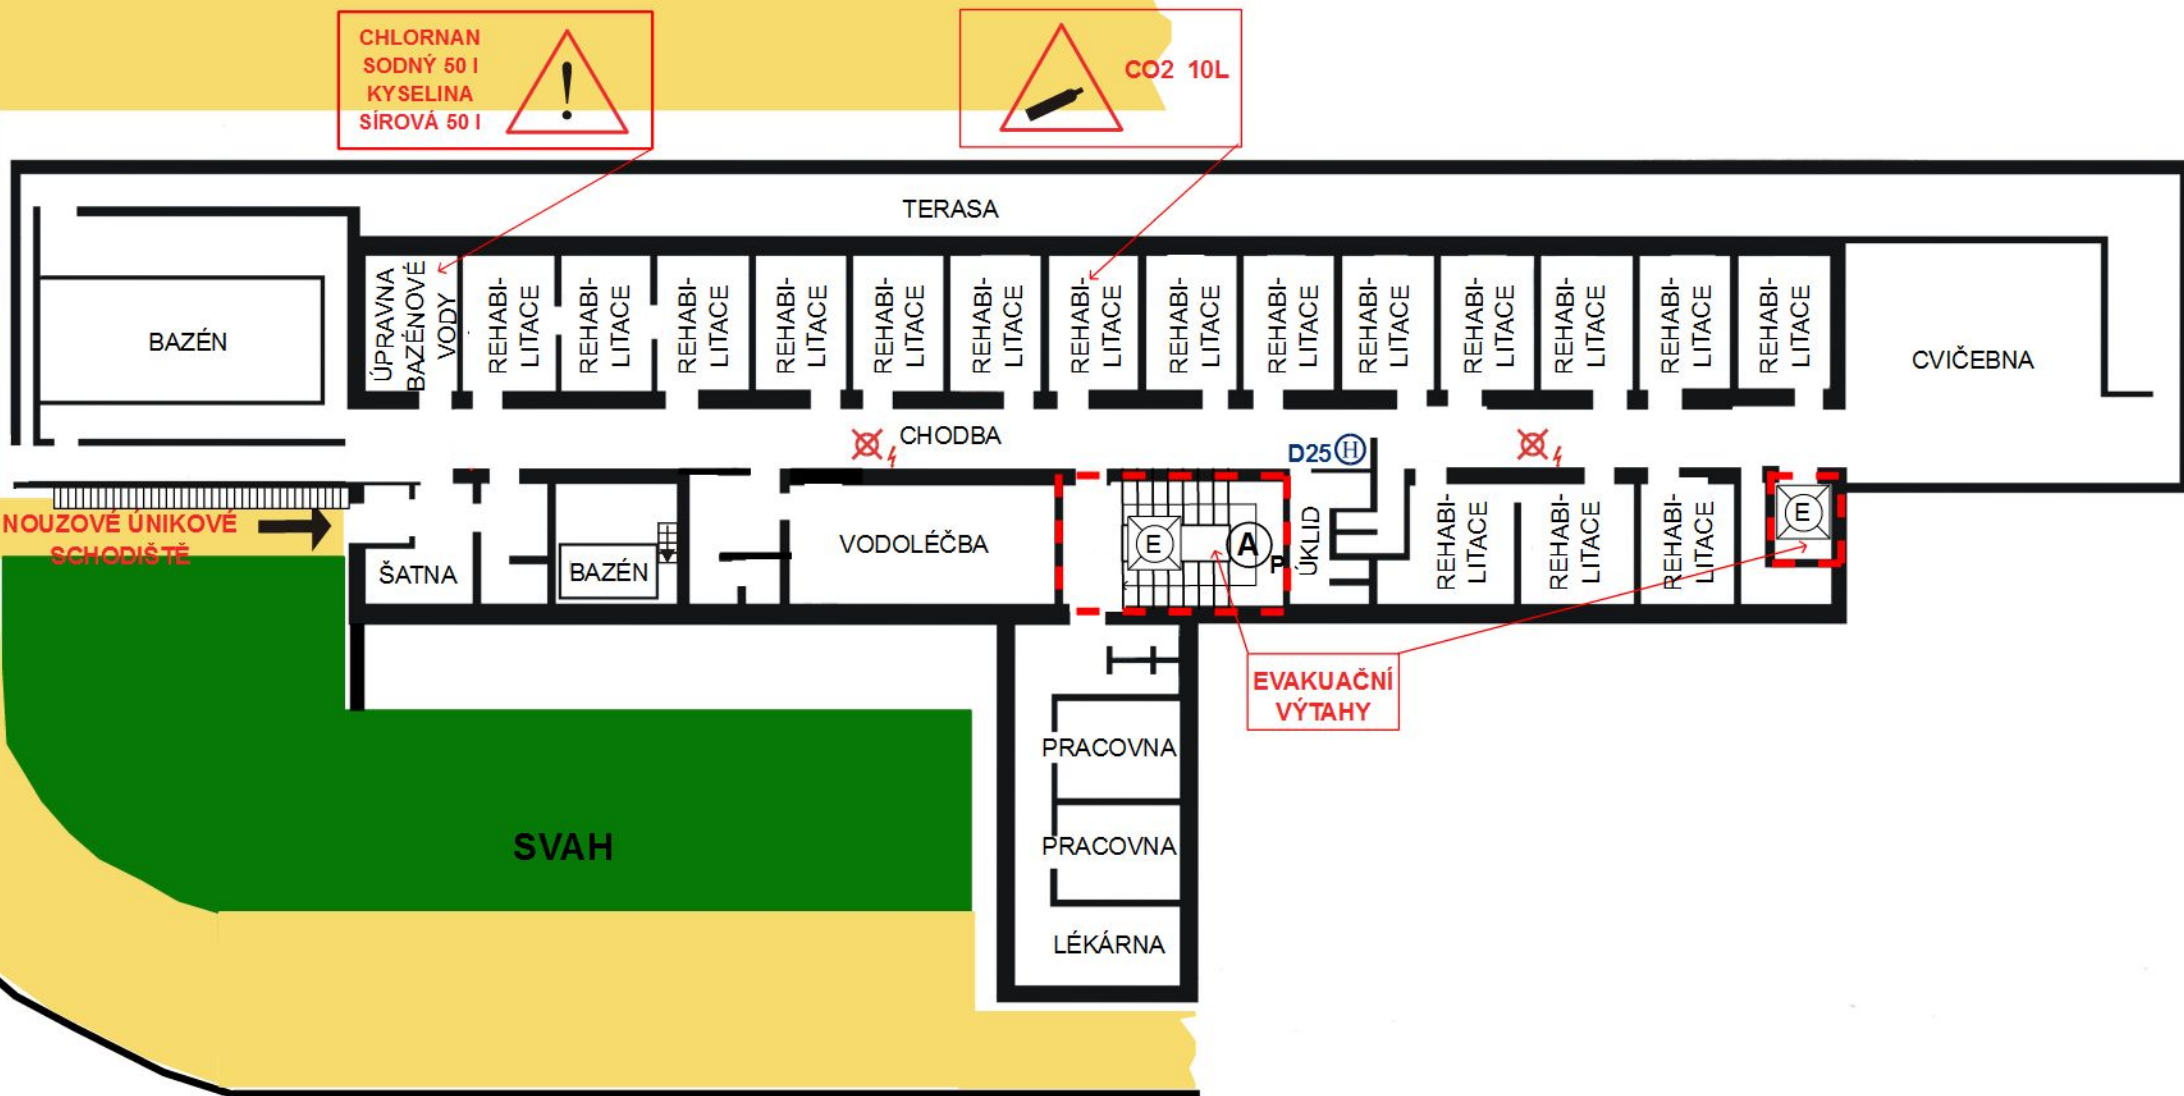 CHLORNAN
SODNÝ 50 l
KYSELINA
SÍROVÁ 50 l
!
CO2 10L
TERASA
BAZÉN
ÚPRAVNA
BAZÉNOVÉ
VODY
REHABI-
LITACE
REHABI-
LITACE
REHABI-
LITACE
REHABI-
LITACE
REHABI-
LITACE
REHABI-
LITACE
REHABI-
LITACE
REHABI-
LITACE
REHABI-
LITACE
REHABI-
LITACE
REHABI-
LITACE
REHABI-
LITACE
REHABI-
LITACE
REHABI-
LITACE
CVIČEBNA
CHODBA
D25 H
NOUZOVÉ ÚNIKOVÉ
SCHODIŠTĚ
ŠATNA
BAZÉN
VODOLÉČBA
E
A
P
ÚKLID
REHABI-
LITACE
REHABI-
LITACE
REHABI-
LITACE
E
EVAKUAČNÍ
VÝTAHY
PRACOVNA
PRACOVNA
LÉKÁRNA
SVAH